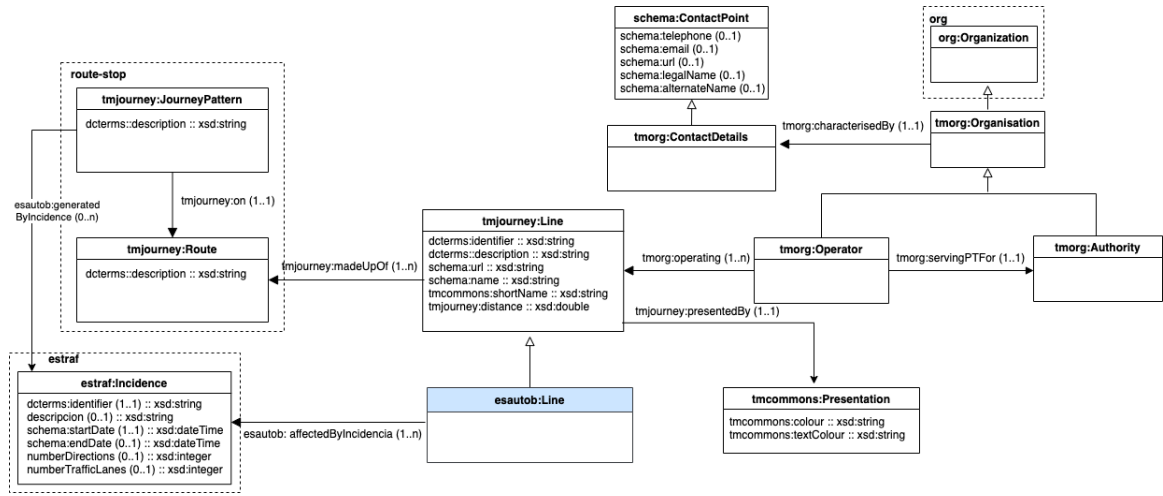 schema:ContactPoint
schema:telephone (0..1)
schema:email (0..1)
schema:url (0..1)
schema:legalName (0..1)
schema:alternateName (0..1)
org
org:Organization
route-stop
tmjourney:JourneyPattern
dcterms::description :: xsd:string
tmorg:ContactDetails
tmorg:characterisedBy (1..1)
tmorg:Organisation
esautob:generated
ByIncidence (0..n)
tmjourney:on (1..1)
tmjourney:Route
dcterms::description :: xsd:string
tmjourney:madeUpOf (1..n)
tmjourney:Line
dcterms:identifier :: xsd:string
dcterms::description :: xsd:string
schema:url :: xsd:string
schema:name :: xsd:string
tmcommons:shortName :: xsd:string
tmjourney:distance :: xsd:double
tmorg:operating (1..n)
tmorg:Operator
tmorg:servingPTFor (1..1)
tmorg:Authority
tmjourney:presentedBy (1..1)
estraf
estraf:Incidence
dcterms:identifier (1..1) :: xsd:string
descripcion (0..1) :: xsd:string
schema:startDate (1..1) :: xsd:dateTime
schema:endDate (0..1) :: xsd:dateTime
numberDirections (0..1) :: xsd:integer
numberTrafficLanes (0..1) :: xsd:integer
esautob: affectedByIncidencia (1..n)
esautob:Line
tmcommons:Presentation
tmcommons:colour :: xsd:string
tmcommons:textColour :: xsd:string